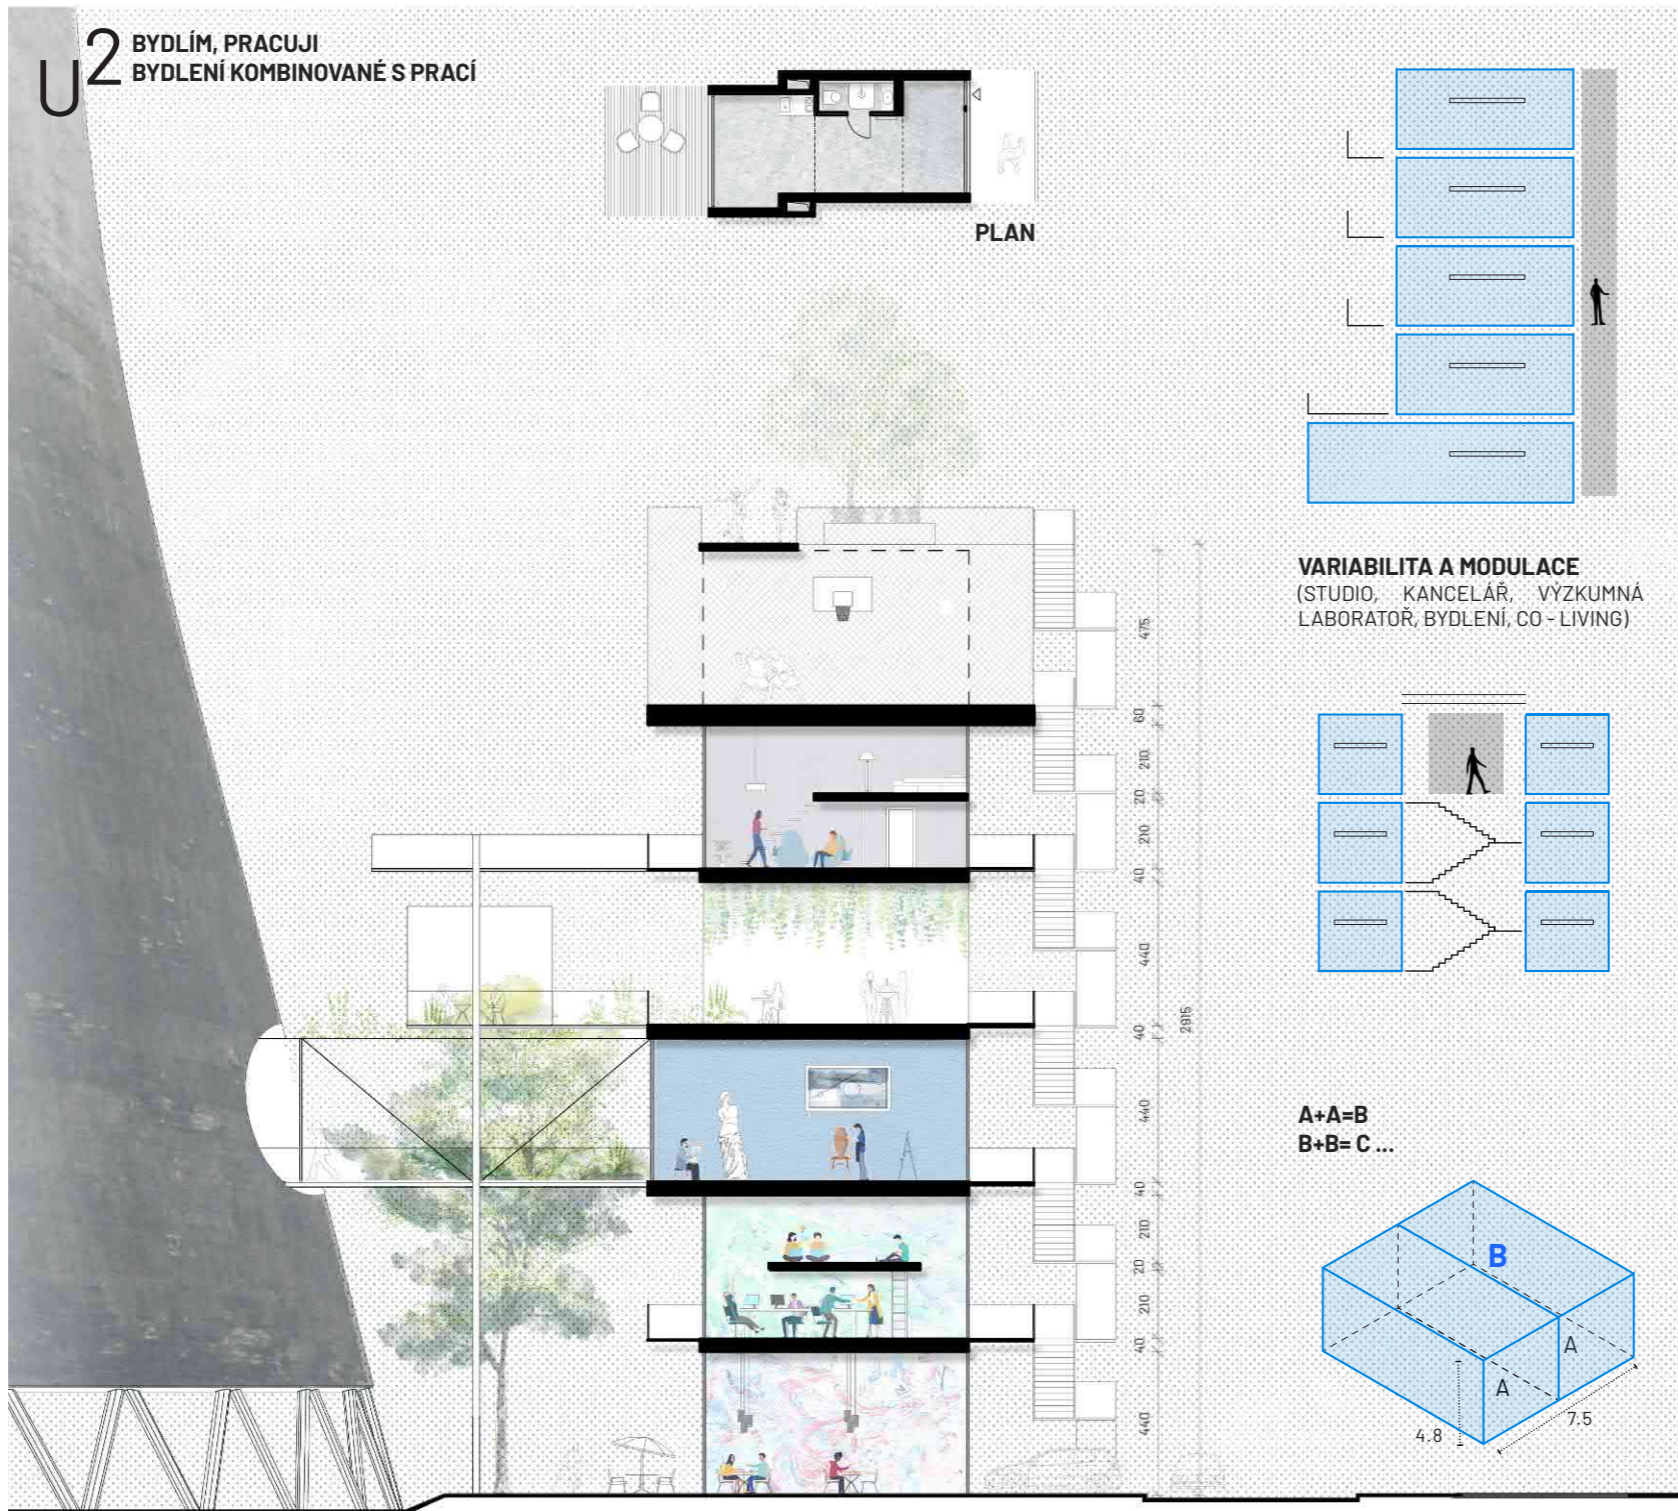 U2
BYDLÍM, PRACUJI
BYDLENÍ KOMBINOVANÉ S PRACÍ
PLAN
VARIABILITA A MODULACE
(STUDIO, KANCELÁŘ, VÝZKUMNÁ
LABORATOŘ, BYDLENÍ, CO - LIVING)
475
60
210
20
210
40
440
40
440
40
210
20
210
40
440
2915
A+A=B
B+B= C ...
B
A
A
7.5
4.8